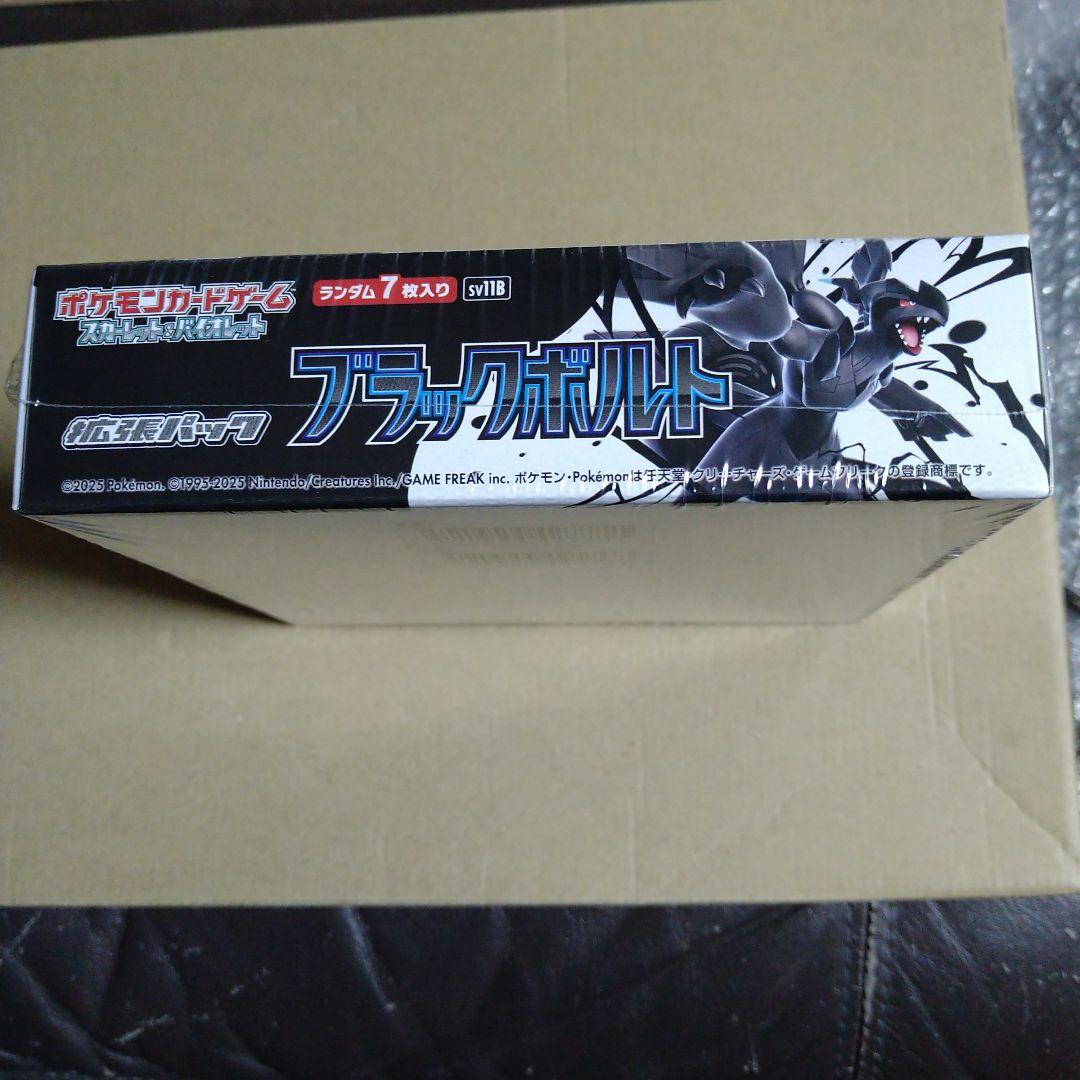 ポケモンカードゲーム
スカーレット&バイオレット
ランダム7枚入り
sv11B
拡張パック
ブラックボルト
©2025 Pokémon. ©1995-2025 Nintendo/Creatures Inc./GAME FREAK inc. ポケモン・Pokémonは任天堂・クリーチャーズ・ゲームフリークの登録商標です。